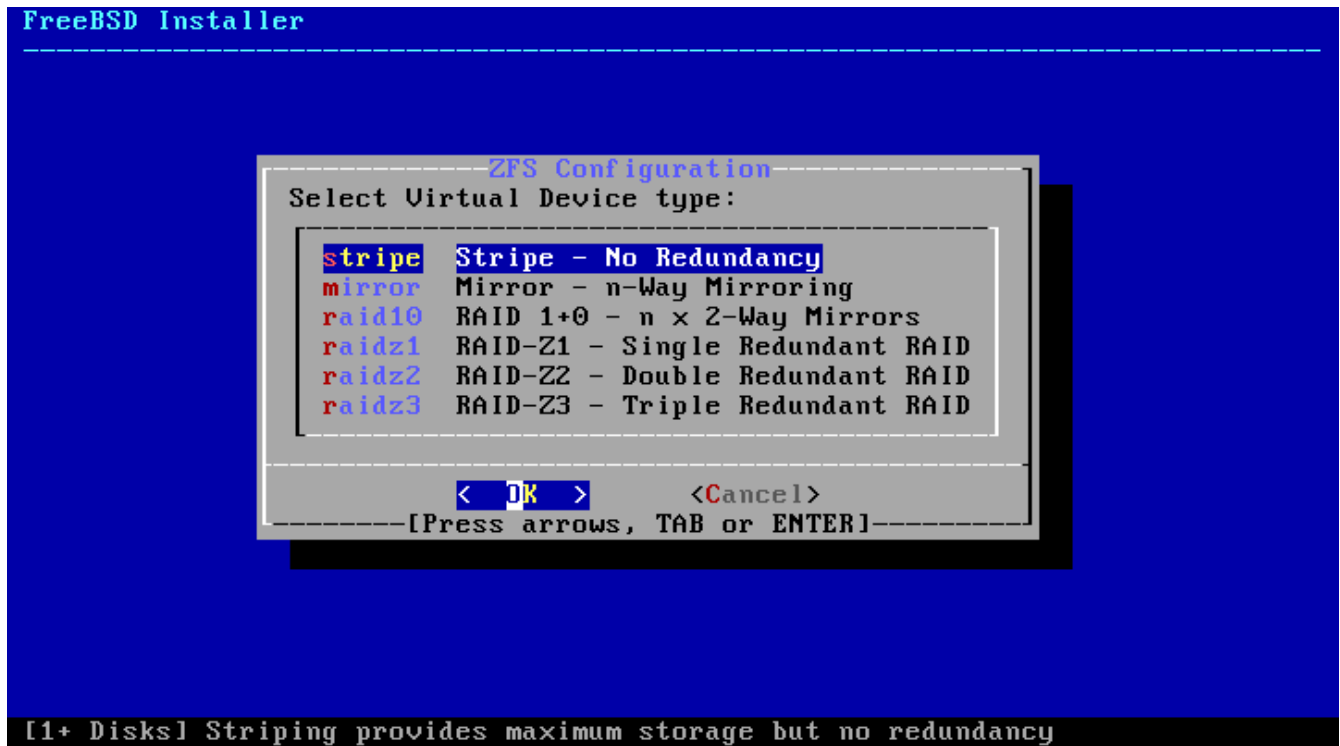 FreeBSD Installer
ZFS Configuration
Select Virtual Device type:
stripe Stripe - No Redundancy
mirror Mirror - n-Way Mirroring
raid10 RAID 1+0 - n x 2-Way Mirrors
raidz1 RAID-Z1 - Single Redundant RAID
raidz2 RAID-Z2 - Double Redundant RAID
raidz3 RAID-Z3 - Triple Redundant RAID
< OK > <Cancel>
[Press arrows, TAB or ENTER]
[1+ Disks] Striping provides maximum storage but no redundancy